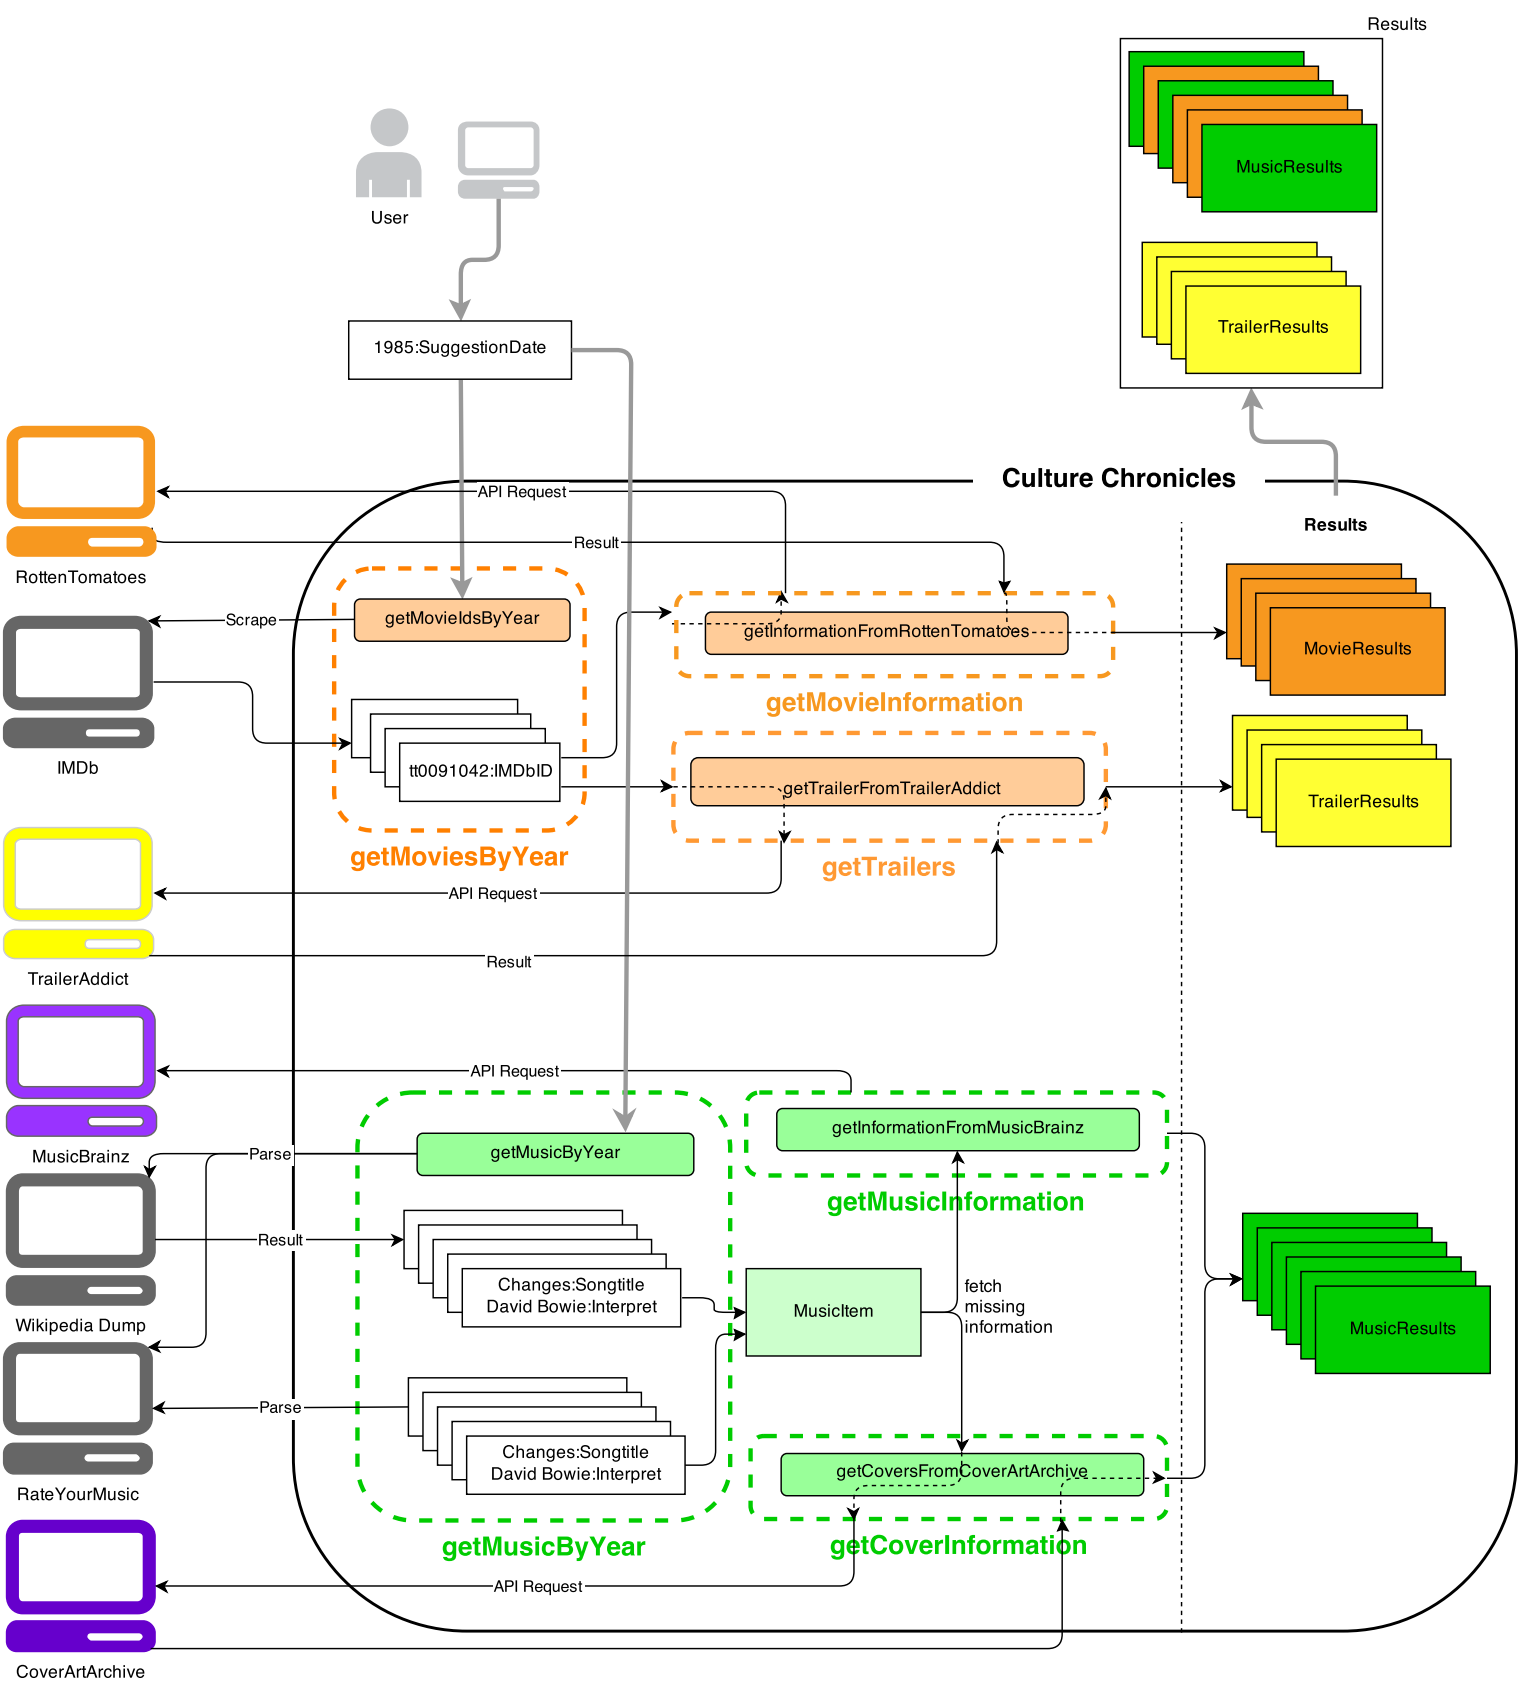 Results
MusicResults
User
TrailerResults
1985:SuggestionDate
Culture Chronicles
API Request
Results
Result
RottenTomatoes
Scrape
getMovieIdsByYear
getInformationFromRottenTomatoes
MovieResults
getMovieInformation
IMDb
tt0091042:IMDbID
getTrailerFromTrailerAddict
TrailerResults
getMoviesByYear
getTrailers
API Request
Result
TrailerAddict
API Request
getInformationFromMusicBrainz
MusicBrainz
Parse
getMusicByYear
getMusicInformation
Result
Changes:Songtitle
David Bowie:Interpret
MusicItem
fetch
missing
information
Wikipedia Dump
MusicResults
Parse
Changes:Songtitle
David Bowie:Interpret
getCoversFromCoverArtArchive
RateYourMusic
getMusicByYear
getCoverInformation
API Request
CoverArtArchive